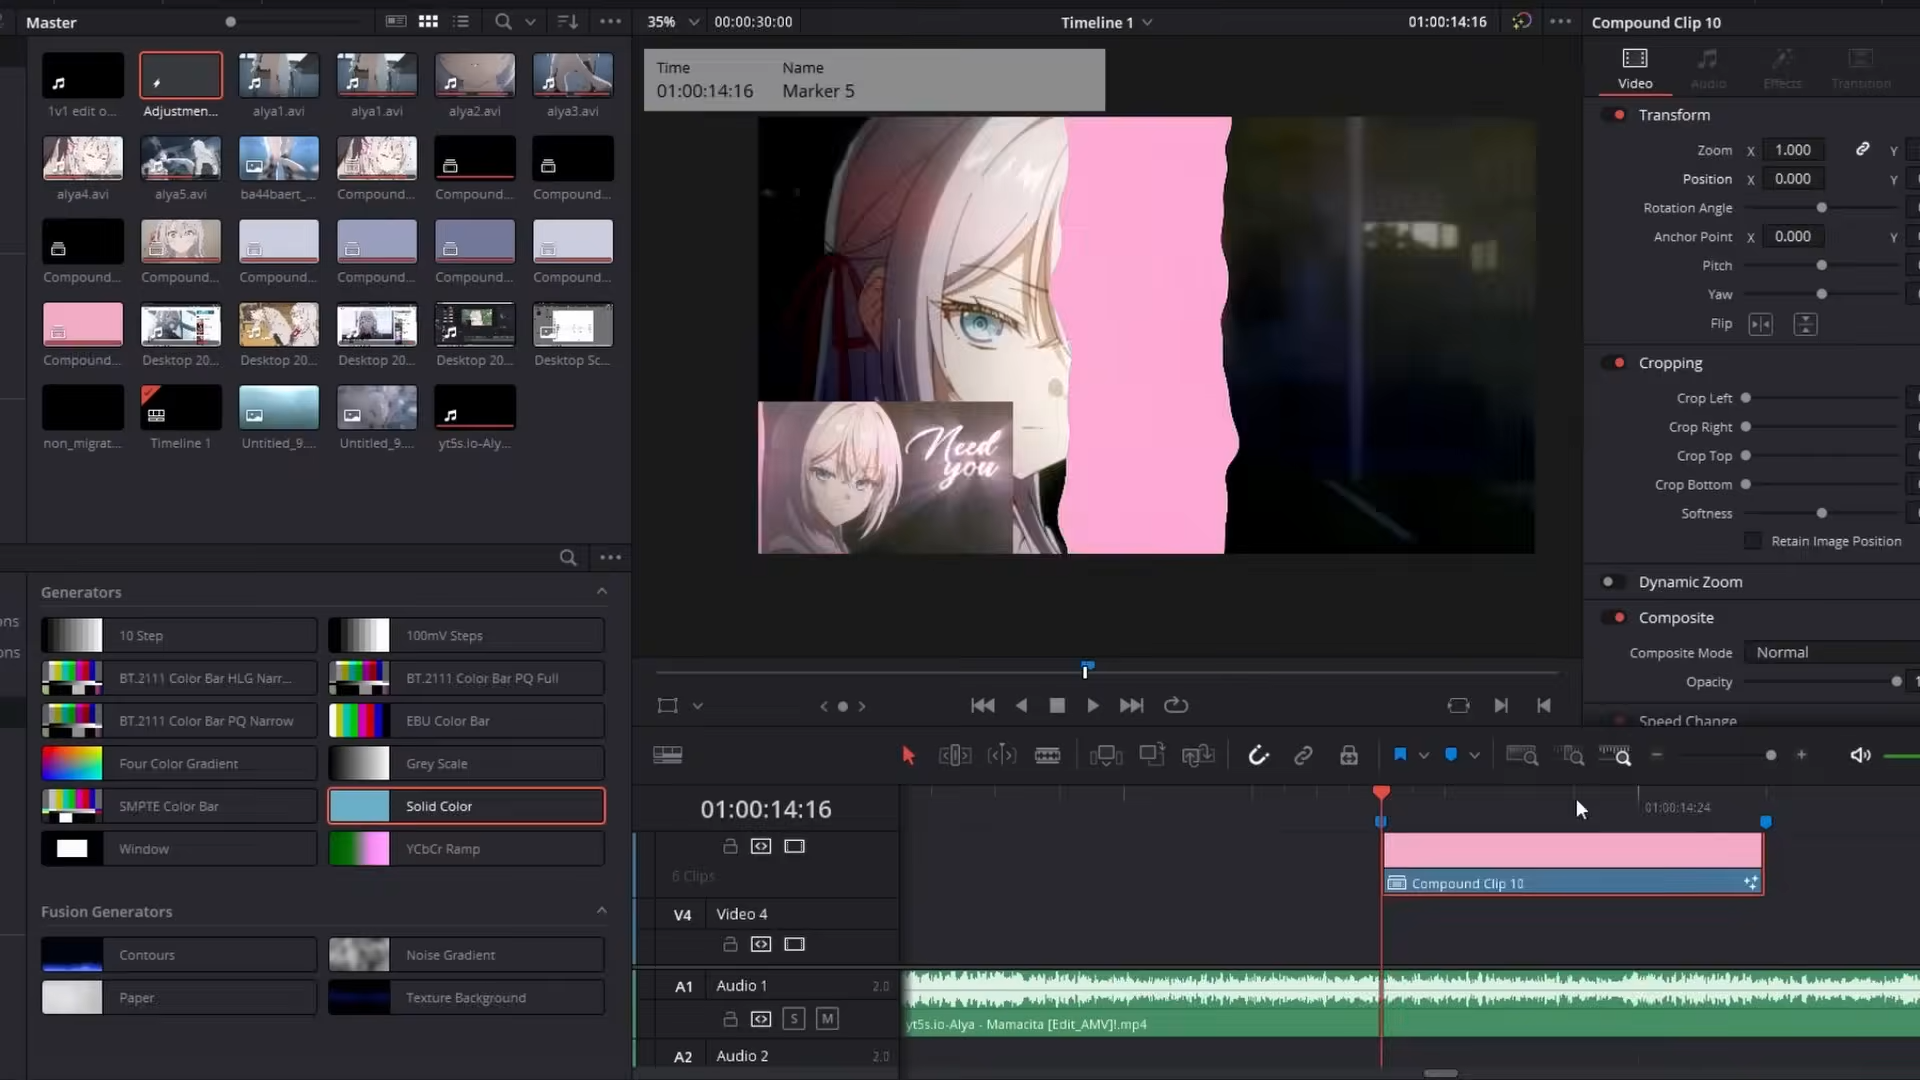 Master
35%
00:00:30:00
Timeline 1
01:00:14:16
Compound Clip 10
1v1 edit o...
Adjustmen...
alya1.avi
alya1.avi
alya2.avi
alya3.avi
alya4.avi
alya5.avi
ba44baert_...
Compound...
Compound...
Compound...
Compound...
Compound...
Compound...
Compound...
Compound...
Compound...
Compound...
Desktop 20...
Desktop 20...
Desktop 20...
Desktop 20...
Desktop Sc...
non_migrat...
Timeline 1
Untitled_9....
Untitled_9....
yt5s.io-Aly...
Time
Name
01:00:14:16
Marker 5
Need
you
Video
Audio
Effects
Transition
Transform
Zoom X 1.000 Y
Position X 0.000 Y
Rotation Angle
Anchor Point X 0.000 Y
Pitch
Yaw
Flip
Cropping
Crop Left
Crop Right
Crop Top
Crop Bottom
Softness
Retain Image Position
Dynamic Zoom
Composite
Composite Mode Normal
Opacity
Speed Change
ons
ons
Generators
10 Step
100mV Steps
BT.2111 Color Bar HLG Narr...
BT.2111 Color Bar PQ Full
BT.2111 Color Bar PQ Narrow
EBU Color Bar
Four Color Gradient
Grey Scale
SMPTE Color Bar
Solid Color
Window
YCbCr Ramp
Fusion Generators
Contours
Noise Gradient
Paper
Texture Background
01:00:14:16
01:00:14:24
6 Clips
Compound Clip 10
V4 Video 4
A1 Audio 1 2.0
S M
yt5s.io-Alya - Mamacita [Edit_AMV]!.mp4
A2 Audio 2 2.0